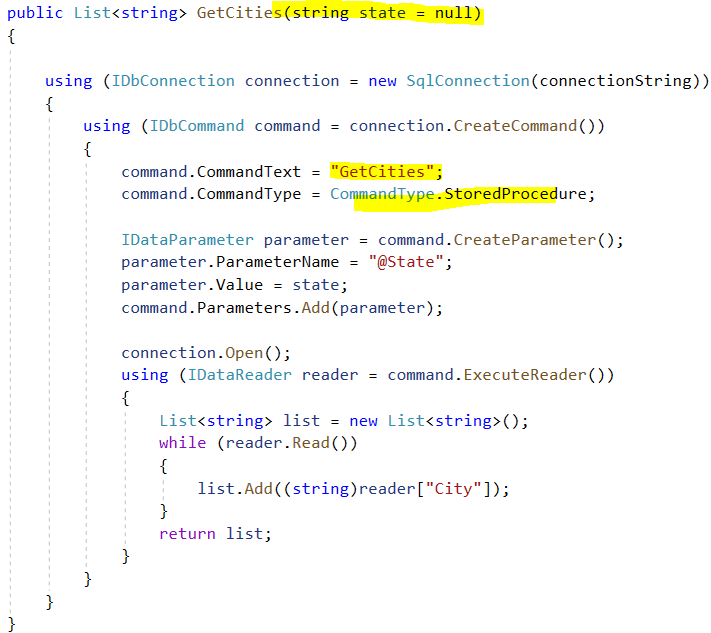 public List<string> GetCities(string state = null)
{
using (IDbConnection connection = new SqlConnection(connectionString))
{
using (IDbCommand command = connection.CreateCommand())
{
command.CommandText = "GetCities";
command.CommandType = CommandType.StoredProcedure;
IDataParameter parameter = command.CreateParameter();
parameter.ParameterName = "@State";
parameter.Value = state;
command.Parameters.Add(parameter);
connection.Open();
using (IDataReader reader = command.ExecuteReader())
{
List<string> list = new List<string>();
while (reader.Read())
{
list.Add((string)reader["City"]);
}
return list;
}
}
}
}